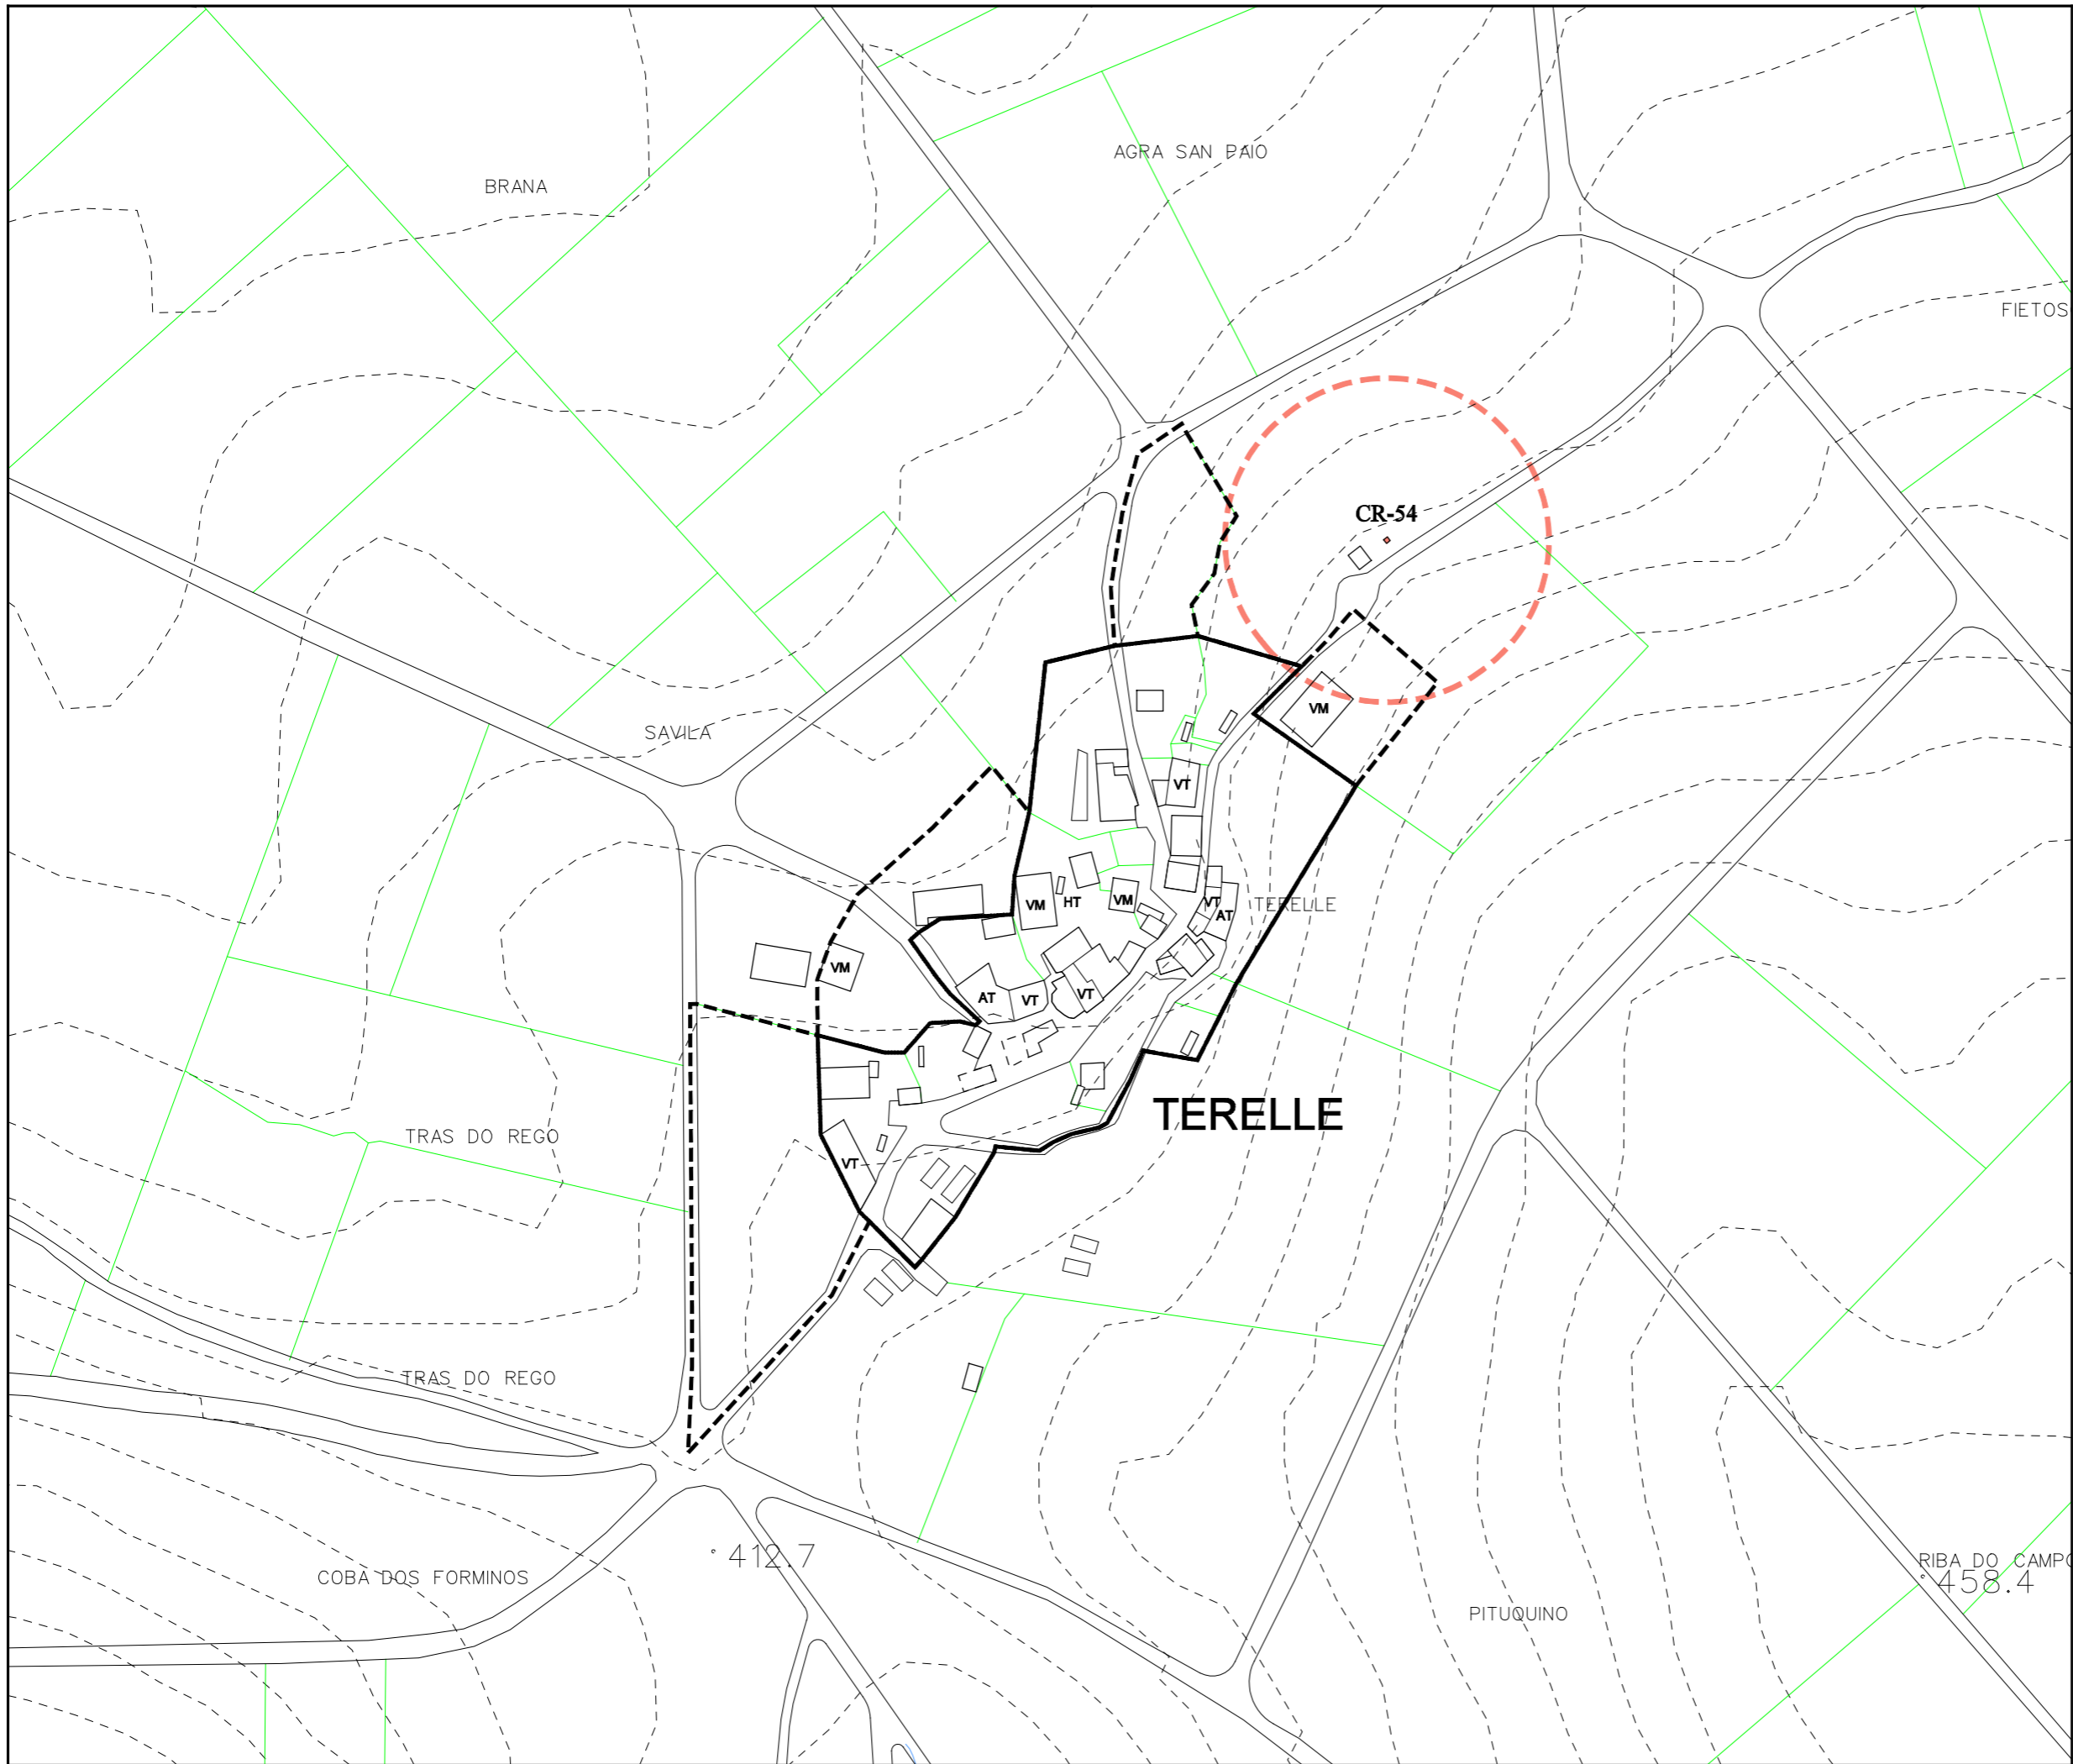 AGRA SAN PAIO
BRANA
FIETOS
CR-54
VM
SAVILA
VT
VM
HT
VM
VT
TERELLE
AT
VM
AT
VT
VT
TERELLE
TRAS DO REGO
VT
TRAS DO REGO
412.7
RIBA DO CAMPO
COBA DOS FORMINOS
458.4
PITUQUINO